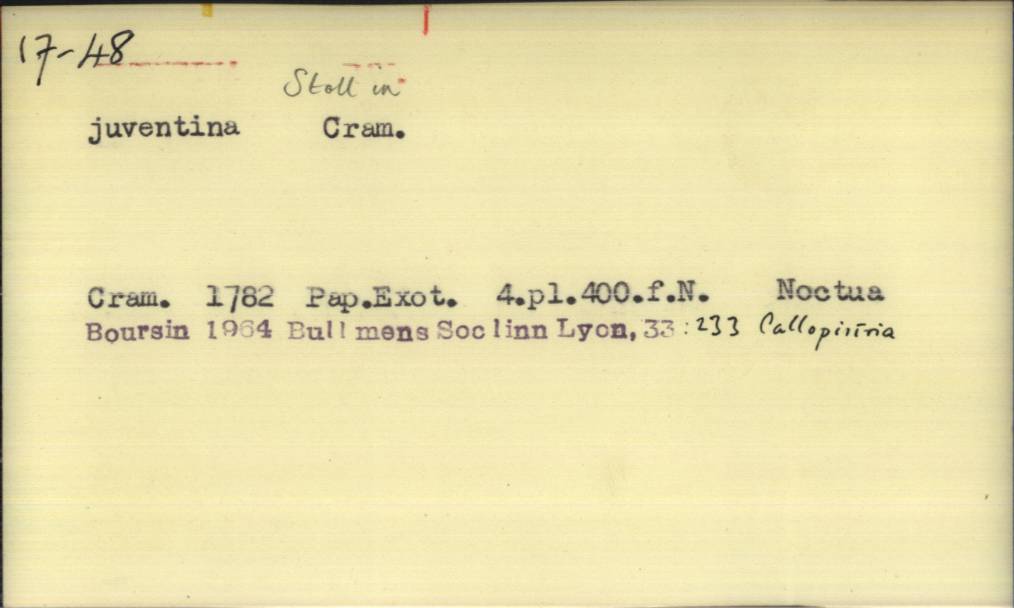 17-48
Stoll in
juventina Cram.
Cram. 1782 Pap.Exot. 4.pl.400.f.N. Noctua
Boursin 1964 Bull mens Soc linn Lyon, 33:233 Callopistria